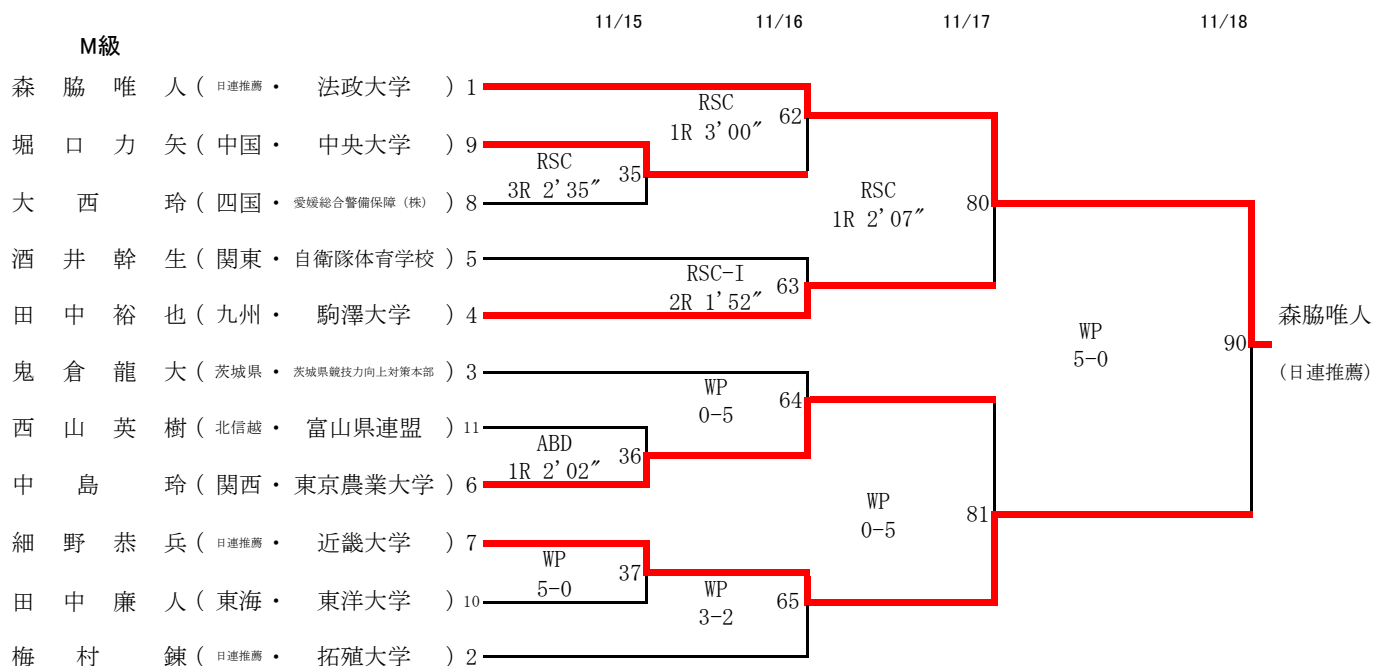 11/15 11/16 11/17 11/18
M級
森脇唯人(日連推薦・法政大学)1
RSC
1R 3'00″
62
堀口力矢(中国・中央大学)9
RSC
3R 2'35″
35
大西玲(四国・愛媛総合警備保障(株))8
RSC
1R 2'07″
80
酒井幹生(関東・自衛隊体育学校)5
RSC-I
2R 1'52″
63
田中裕也(九州・駒澤大学)4
WP
5-0
90
森脇唯人
(日連推薦)
鬼倉龍大(茨城県・茨城県競技力向上対策本部)3
WP
0-5
64
西山英樹(北信越・富山県連盟)11
ABD
1R 2'02″
36
中島玲(関西・東京農業大学)6
WP
0-5
81
細野恭兵(日連推薦・近畿大学)7
WP
5-0
37
田中廉人(東海・東洋大学)10
WP
3-2
65
梅村錬(日連推薦・拓殖大学)2